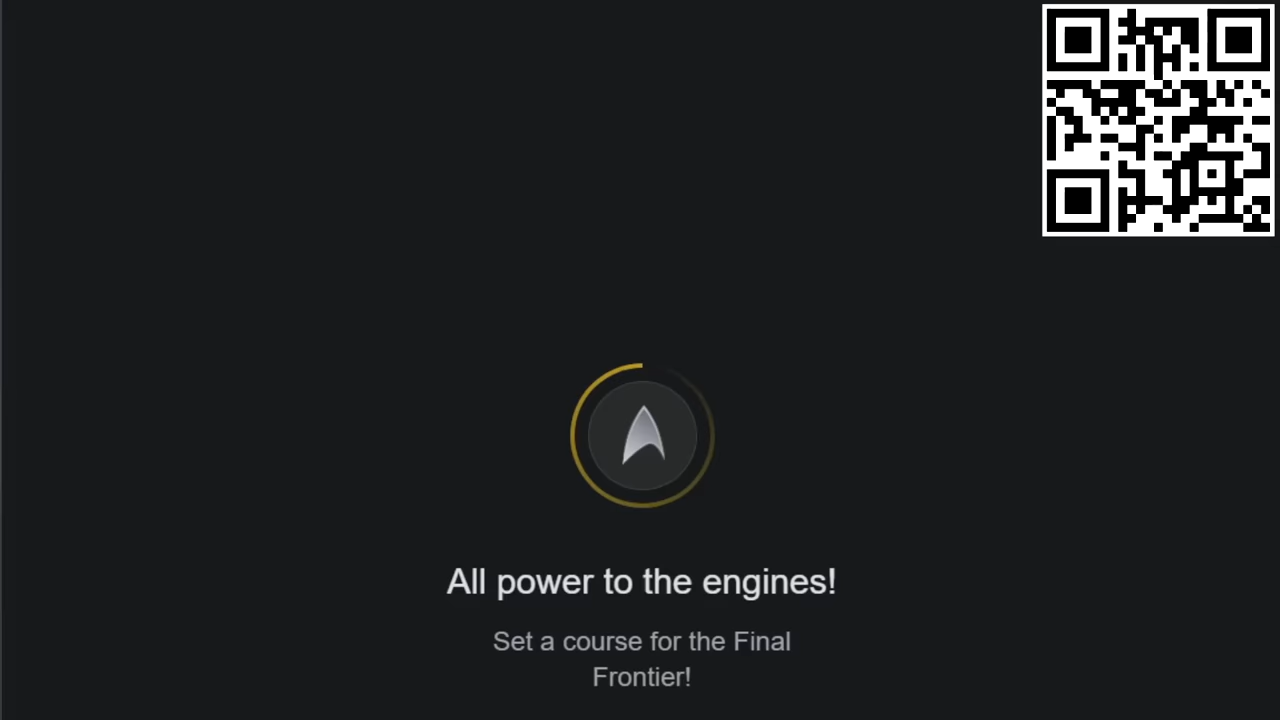 All power to the engines!
Set a course for the Final
Frontier!